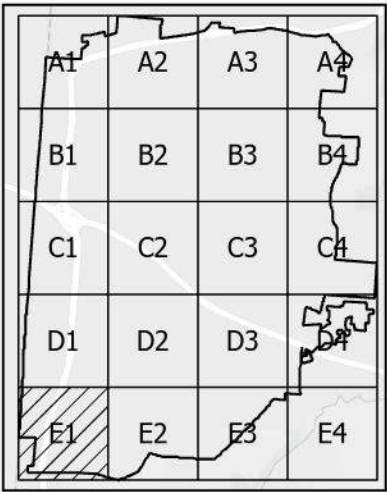 A1 A2 A3 A4
B1 B2 B3 B4
C1 C2 C3 C4
D1 D2 D3 D4
E1 E2 E3 E4